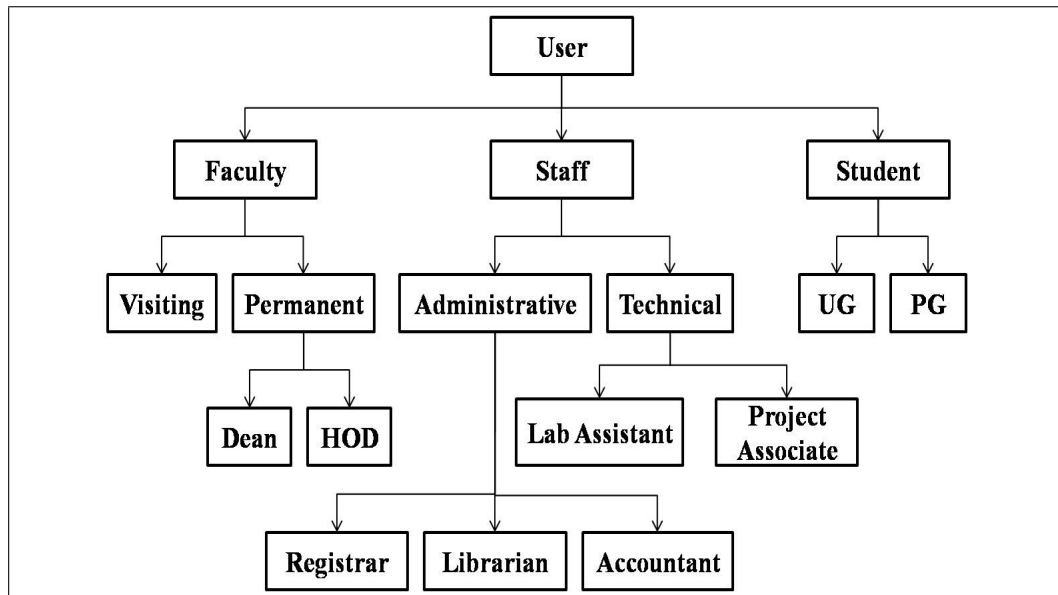 User
Faculty
Staff
Student
Visiting
Permanent
Administrative
Technical
UG
PG
Dean
HOD
Lab Assistant
Project
Associate
Registrar
Librarian
Accountant